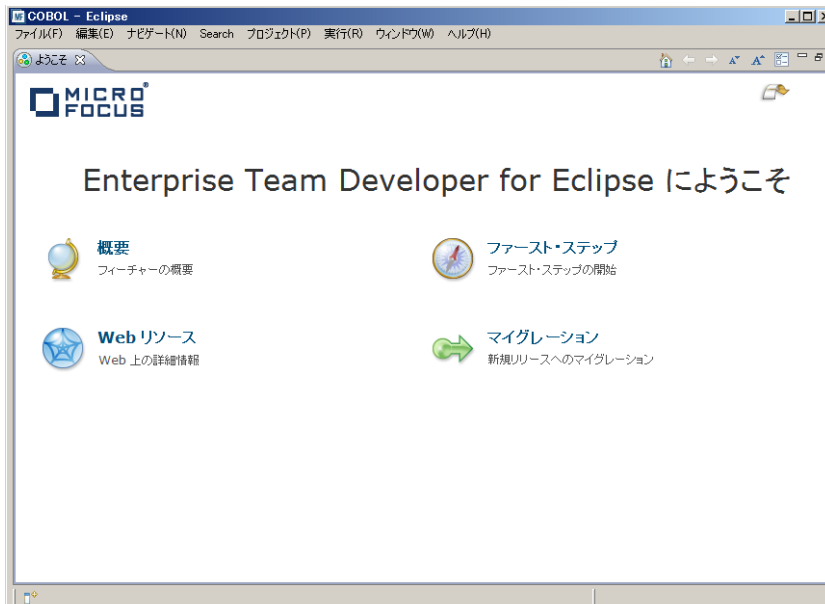 COBOL - Eclipse
ファイル(F) 編集(E) ナビゲート(N) Search プロジェクト(P) 実行(R) ウィンドウ(W) ヘルプ(H)
ようこそ
MICRO FOCUS®
Enterprise Team Developer for Eclipse にようこそ
概要
フィーチャーの概要
ファースト・ステップ
ファースト・ステップの開始
Web リソース
Web 上の詳細情報
マイグレーション
新規リリースへのマイグレーション